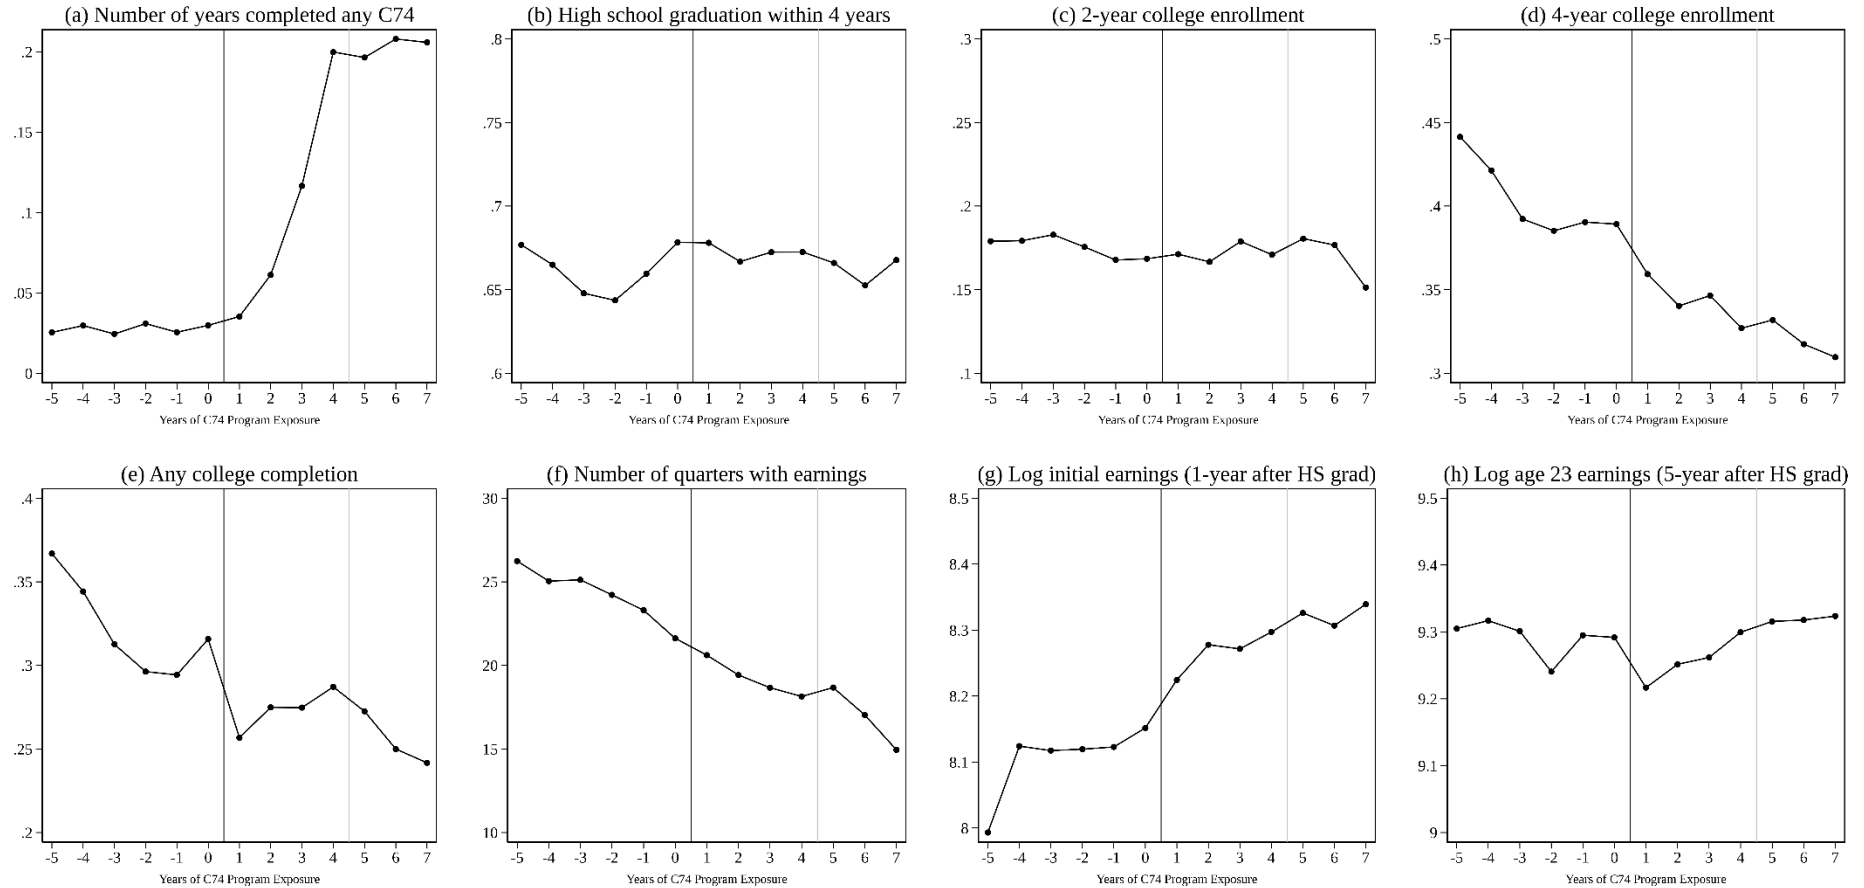 (a) Number of years completed any C74
.2
.15
.1
.05
0
-5 -4 -3 -2 -1 0 1 2 3 4 5 6 7
Years of C74 Program Exposure
(b) High school graduation within 4 years
.8
.75
.7
.65
.6
-5 -4 -3 -2 -1 0 1 2 3 4 5 6 7
Years of C74 Program Exposure
(c) 2-year college enrollment
.3
.25
.2
.15
.1
-5 -4 -3 -2 -1 0 1 2 3 4 5 6 7
Years of C74 Program Exposure
(d) 4-year college enrollment
.5
.45
.4
.35
.3
-5 -4 -3 -2 -1 0 1 2 3 4 5 6 7
Years of C74 Program Exposure
(e) Any college completion
.4
.35
.3
.25
.2
-5 -4 -3 -2 -1 0 1 2 3 4 5 6 7
Years of C74 Program Exposure
(f) Number of quarters with earnings
30
25
20
15
10
-5 -4 -3 -2 -1 0 1 2 3 4 5 6 7
Years of C74 Program Exposure
(g) Log initial earnings (1-year after HS grad)
8.5
8.4
8.3
8.2
8.1
8
-5 -4 -3 -2 -1 0 1 2 3 4 5 6 7
Years of C74 Program Exposure
(h) Log age 23 earnings (5-year after HS grad)
9.5
9.4
9.3
9.2
9.1
9
-5 -4 -3 -2 -1 0 1 2 3 4 5 6 7
Years of C74 Program Exposure